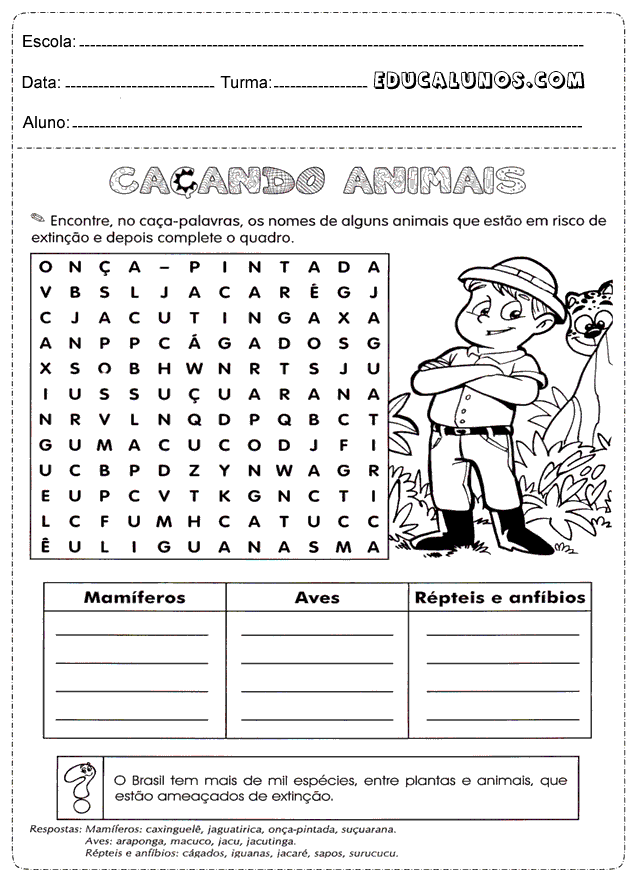 Escola:
Data: Turma: EDUCALUNOS.COM
Aluno:
CAÇANDO ANIMAIS
Encontre, no caça-palavras, os nomes de alguns animais que estão em risco de
extinção e depois complete o quadro.
O N Ç A – P I N T A D A
V B S L J A C A R É G J
C J A C U T I N G A X A
A N P P C Á G A D O S G
X S O B H W N R T S J U
I U S S U Ç U A R A N A
N R V L N Q D P Q B C T
G U M A C U C O D J F I
U C B P D Z Y N W A G R
E U P C V T K G N C T I
L C F U M H C A T U C C
Ê U L I G U A N A S M A
Mamíferos Aves Répteis e anfíbios
O Brasil tem mais de mil espécies, entre plantas e animais, que
estão ameaçados de extinção.
Respostas: Mamíferos: caxinguelê, jaguatirica, onça-pintada, suçuarana.
Aves: araponga, macuco, jacu, jacutinga.
Répteis e anfíbios: cágados, iguanas, jacaré, sapos, surucucu.